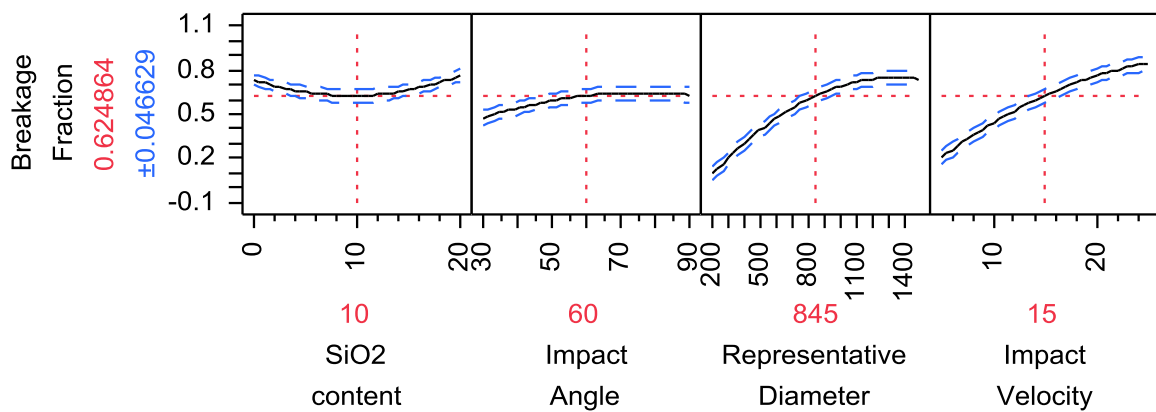 Breakage
Fraction
0.624864
±0.046629
1.1
0.8
0.5
0.2
-0.1
0 10 20 30 50 70 90 200 500 800 1100 1400 10 20
10 60 845 15
SiO2 Impact Representative Impact
content Angle Diameter Velocity